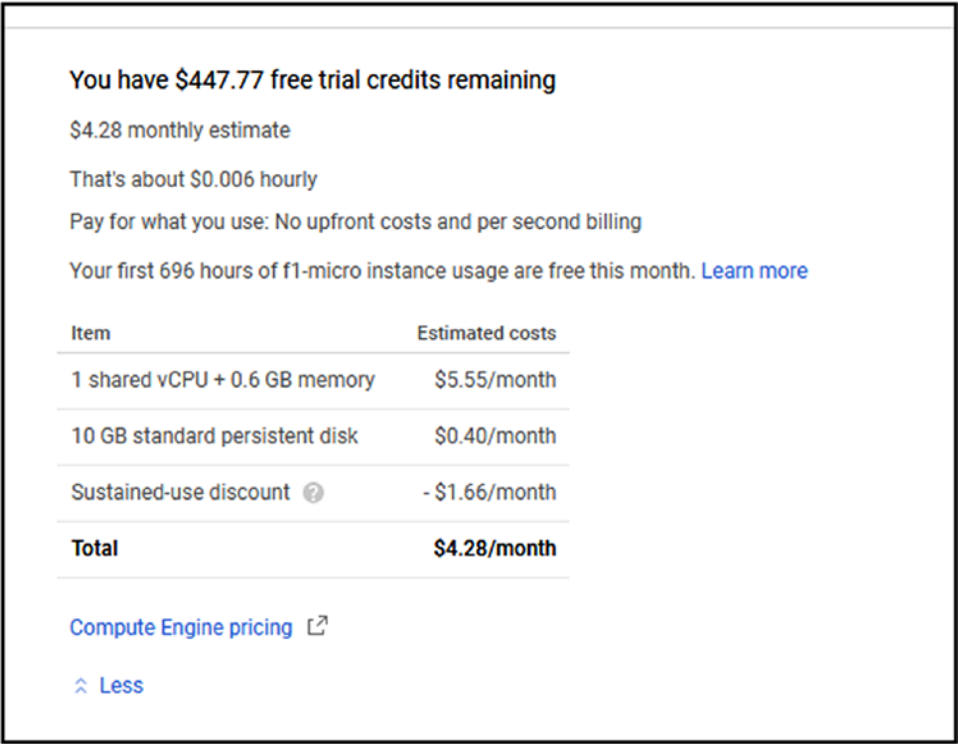 You have $447.77 free trial credits remaining
$4.28 monthly estimate
That's about $0.006 hourly
Pay for what you use: No upfront costs and per second billing
Your first 696 hours of f1-micro instance usage are free this month. Learn more
Item Estimated costs
1 shared vCPU + 0.6 GB memory $5.55/month
10 GB standard persistent disk $0.40/month
Sustained-use discount ? - $1.66/month
Total $4.28/month
Compute Engine pricing
Less